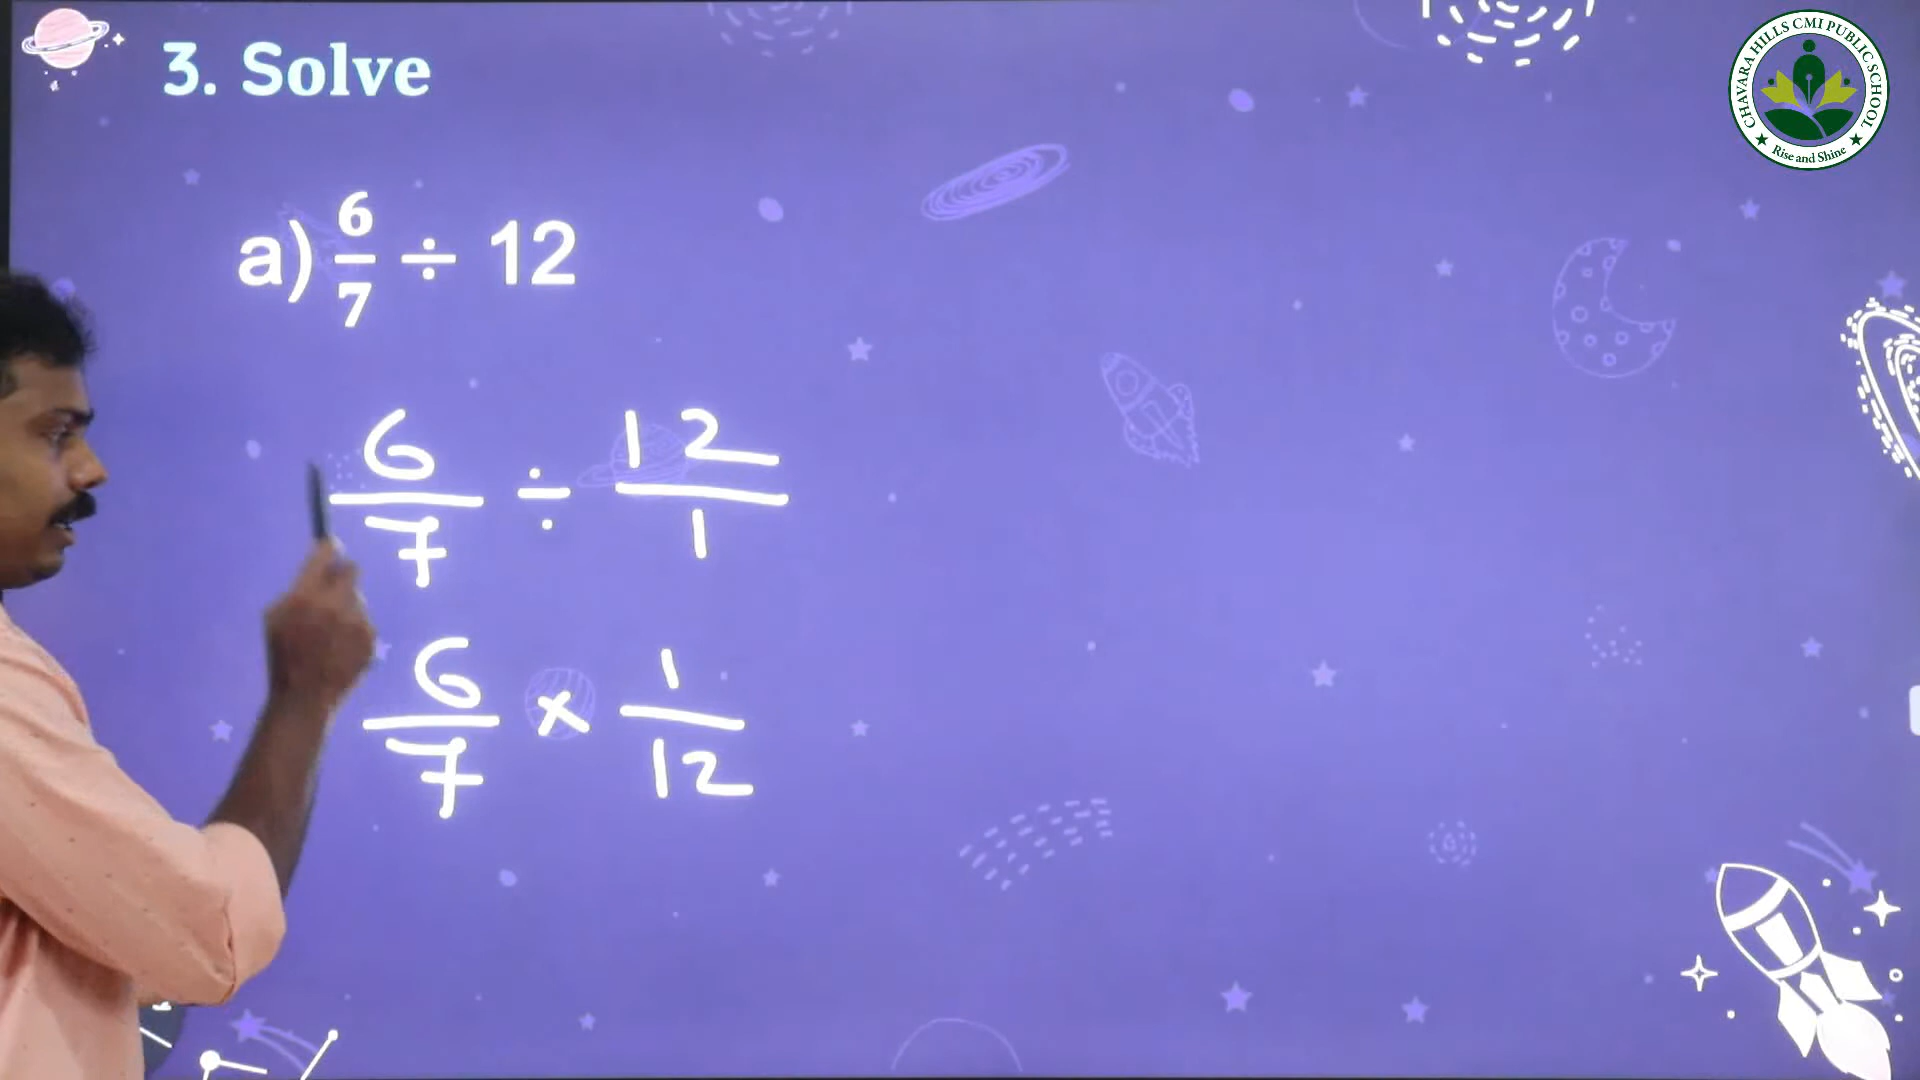 3. Solve
CHAVARA HILLS CMI PUBLIC SCHOOL
Rise and Shine
a) 6/7 ÷ 12
6/7 ÷ 12/1
6/7 × 1/12